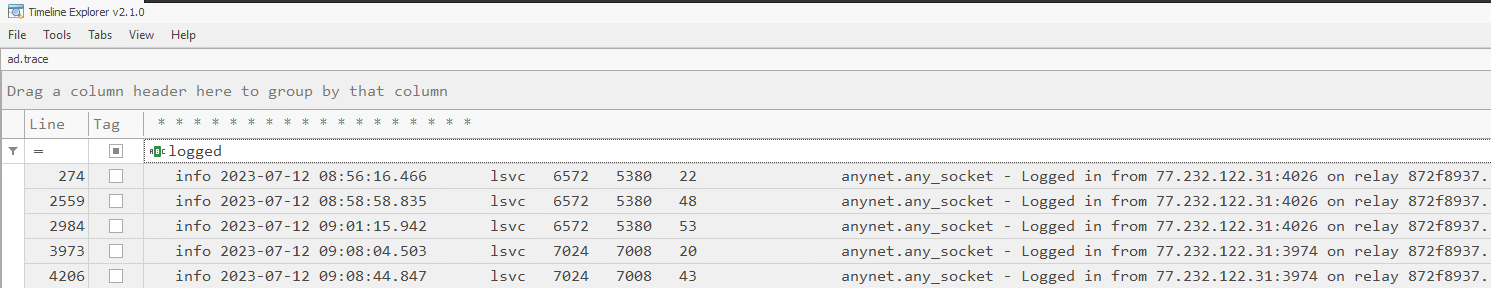 Timeline Explorer v2.1.0
File Tools Tabs View Help
ad.trace
Drag a column header here to group by that column
Line Tag * * * * * * * * * * * * * * * * * *
= ABC logged
274 info 2023-07-12 08:56:16.466 lsvc 6572 5380 22 anynet.any_socket - Logged in from 77.232.122.31:4026 on relay 872f8937.
2559 info 2023-07-12 08:58:58.835 lsvc 6572 5380 48 anynet.any_socket - Logged in from 77.232.122.31:4026 on relay 872f8937.
2984 info 2023-07-12 09:01:15.942 lsvc 6572 5380 53 anynet.any_socket - Logged in from 77.232.122.31:4026 on relay 872f8937.
3973 info 2023-07-12 09:08:04.503 lsvc 7024 7008 20 anynet.any_socket - Logged in from 77.232.122.31:3974 on relay 872f8937.
4206 info 2023-07-12 09:08:44.847 lsvc 7024 7008 43 anynet.any_socket - Logged in from 77.232.122.31:3974 on relay 872f8937.